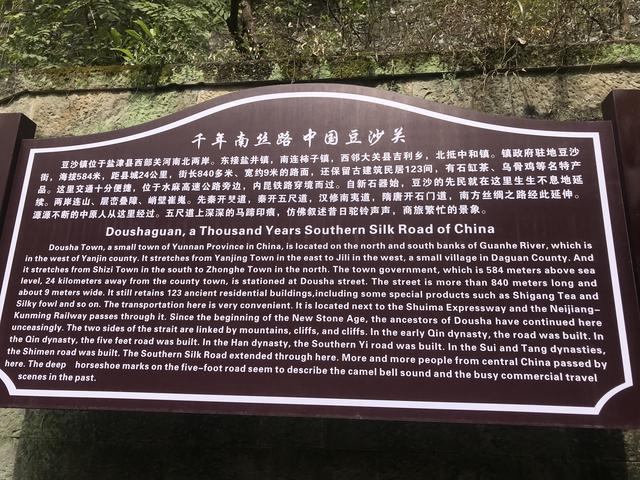 千年南丝路 中国豆沙关
豆沙镇位于盐津县西部关河南北两岸。东接盐井镇，南连柿子镇，西邻大关县吉利乡，北抵中和镇。镇政府驻地豆沙
街，海拔584米，距县城24公里，街长840多米、宽约9米的路面，还保留古建筑民居123间，有石缸茶、乌骨鸡等名特产
品。这里交通十分便捷，位于水麻高速公路旁边，内昆铁路穿境而过。自新石器始，豆沙的先民就在这里生生不息地延
续。两岸连山、层峦叠障、峭壁崔嵬。先秦开僰道，秦开五尺道，汉修南夷道，隋唐开石门道，南方丝绸之路经此延伸。
源源不断的中原人从这里经过。五尺道上深深的马蹄印痕，仿佛叙述昔日驼铃声声，商旅繁忙的景象。
Doushaguan, a Thousand Years Southern Silk Road of China
Dousha Town, a small town of Yunnan Province in China, is located on the north and south banks of Guanhe River, which is
in the west of Yanjin county. It stretches from Yanjing Town in the east to Jili in the west, a small village in Daguan County. And
it stretches from Shizi Town in the south to Zhonghe Town in the north. The town government, which is 584 meters above sea
level, 24 kilometers away from the county town, is stationed at Dousha street. The street is more than 840 meters long and
about 9 meters wide. It still retains 123 ancient residential buildings,including some special products such as Shigang Tea and
Silky fowl and so on. The transportation here is very convenient. It is located next to the Shuima Expressway and the Neijiang-
Kunming Railway passes through it. Since the beginning of the New Stone Age, the ancestors of Dousha have continued here
unceasingly. The two sides of the strait are linked by mountains, cliffs, and cliffs. In the early Qin dynasty, the road was built. In
the Qin dynasty, the five feet road was built. In the Han dynasty, the Southern Yi road was built. In the Sui and Tang dynasties,
the Shimen road was built. The Southern Silk Road extended through here. More and more people from central China passed by
here. The deep horseshoe marks on the five-foot road seem to describe the camel bell sound and the busy commercial travel
scenes in the past.